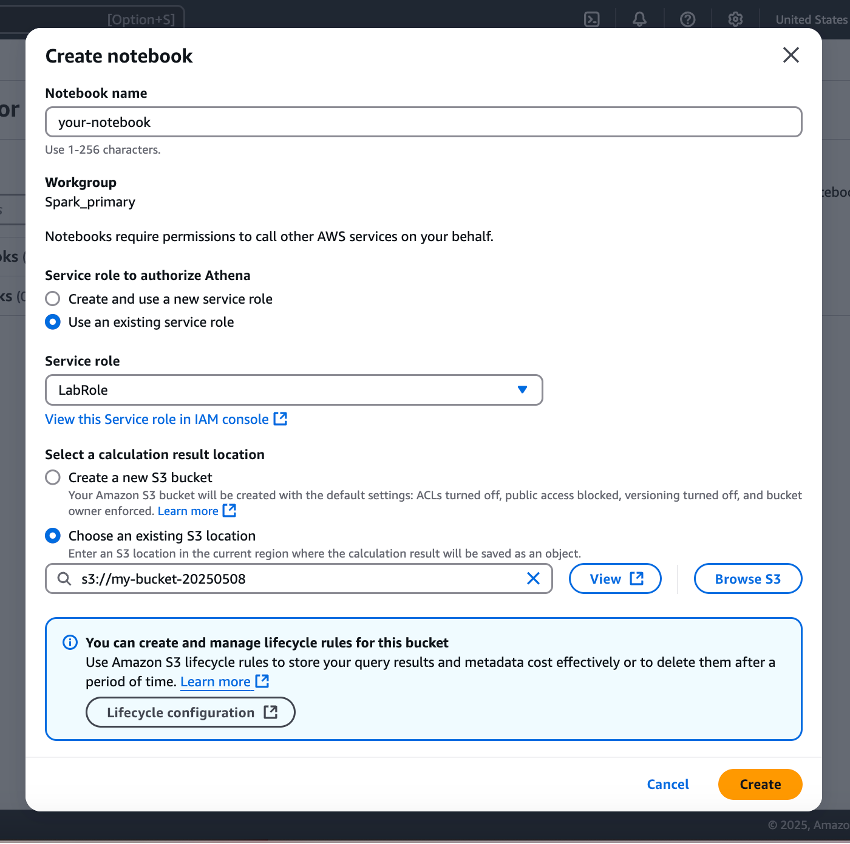 [Option+S]
United States
Create notebook
or
Notebook name
your-notebook
Use 1-256 characters.
Workgroup
Spark_primary
Notebooks require permissions to call other AWS services on your behalf.
Service role to authorize Athena
Create and use a new service role
Use an existing service role
Service role
LabRole
View this Service role in IAM console
Select a calculation result location
Create a new S3 bucket
Your Amazon S3 bucket will be created with the default settings: ACLs turned off, public access blocked, versioning turned off, and bucket
owner enforced. Learn more
Choose an existing S3 location
Enter an S3 location in the current region where the calculation result will be saved as an object.
s3://my-bucket-20250508
View
Browse S3
You can create and manage lifecycle rules for this bucket
Use Amazon S3 lifecycle rules to store your query results and metadata cost effectively or to delete them after a
period of time. Learn more
Lifecycle configuration
Cancel
Create
© 2025, Amazo